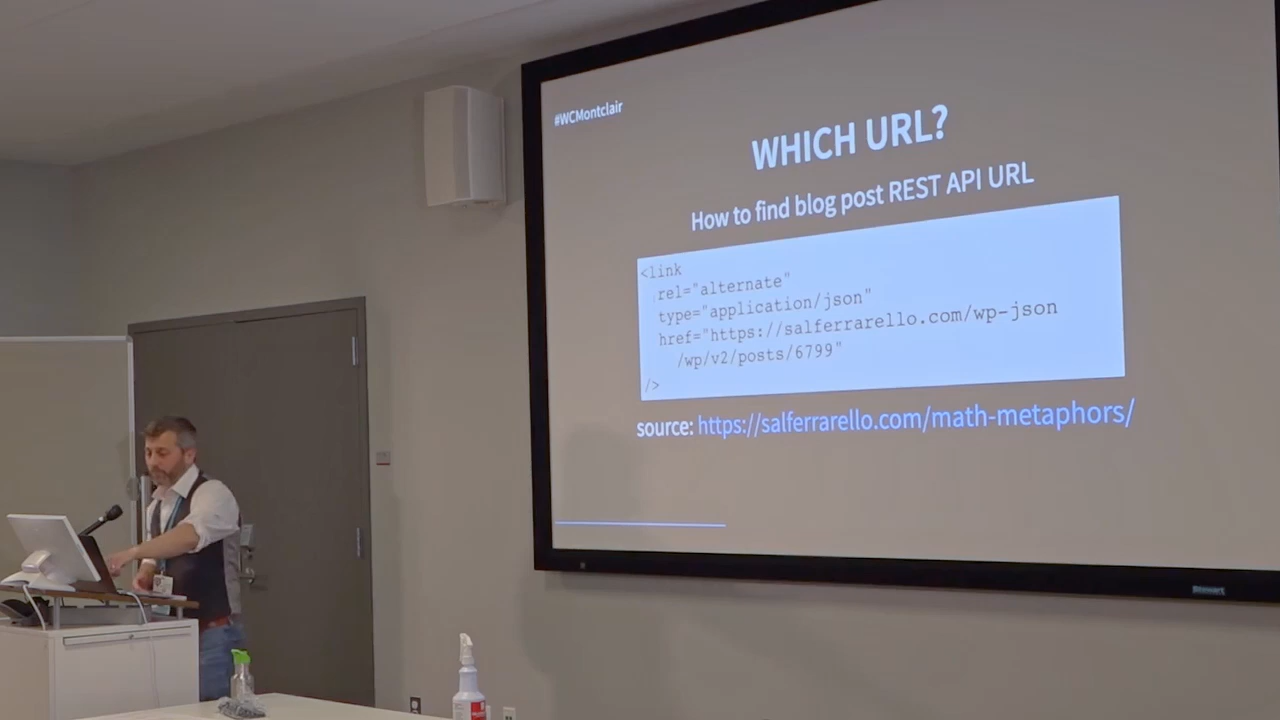 #WCMontclair
WHICH URL?
How to find blog post REST API URL
<link
rel="alternate"
type="application/json"
href="https://salferrarello.com/wp-json
/wp/v2/posts/6799"
/>
source: https://salferrarello.com/math-metaphors/
Stewart